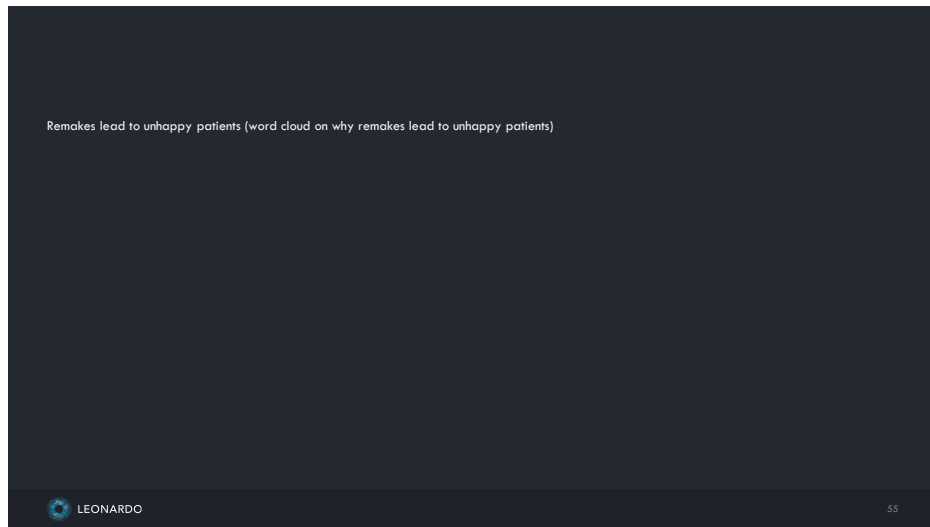 Remakes lead to unhappy patients (word cloud on why remakes lead to unhappy patients)
LEONARDO
55